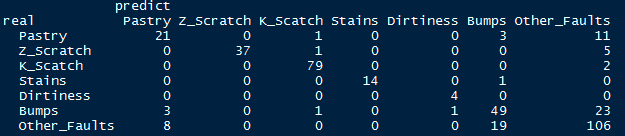 predict
real Pastry Z_Scratch K_Scatch Stains Dirtiness Bumps Other_Faults
Pastry 21 0 1 0 0 3 11
Z_Scratch 0 37 1 0 0 0 5
K_Scatch 0 0 79 0 0 0 2
Stains 0 0 0 14 0 1 0
Dirtiness 0 0 0 0 4 0 0
Bumps 3 0 1 0 1 49 23
Other_Faults 8 0 0 0 0 19 106